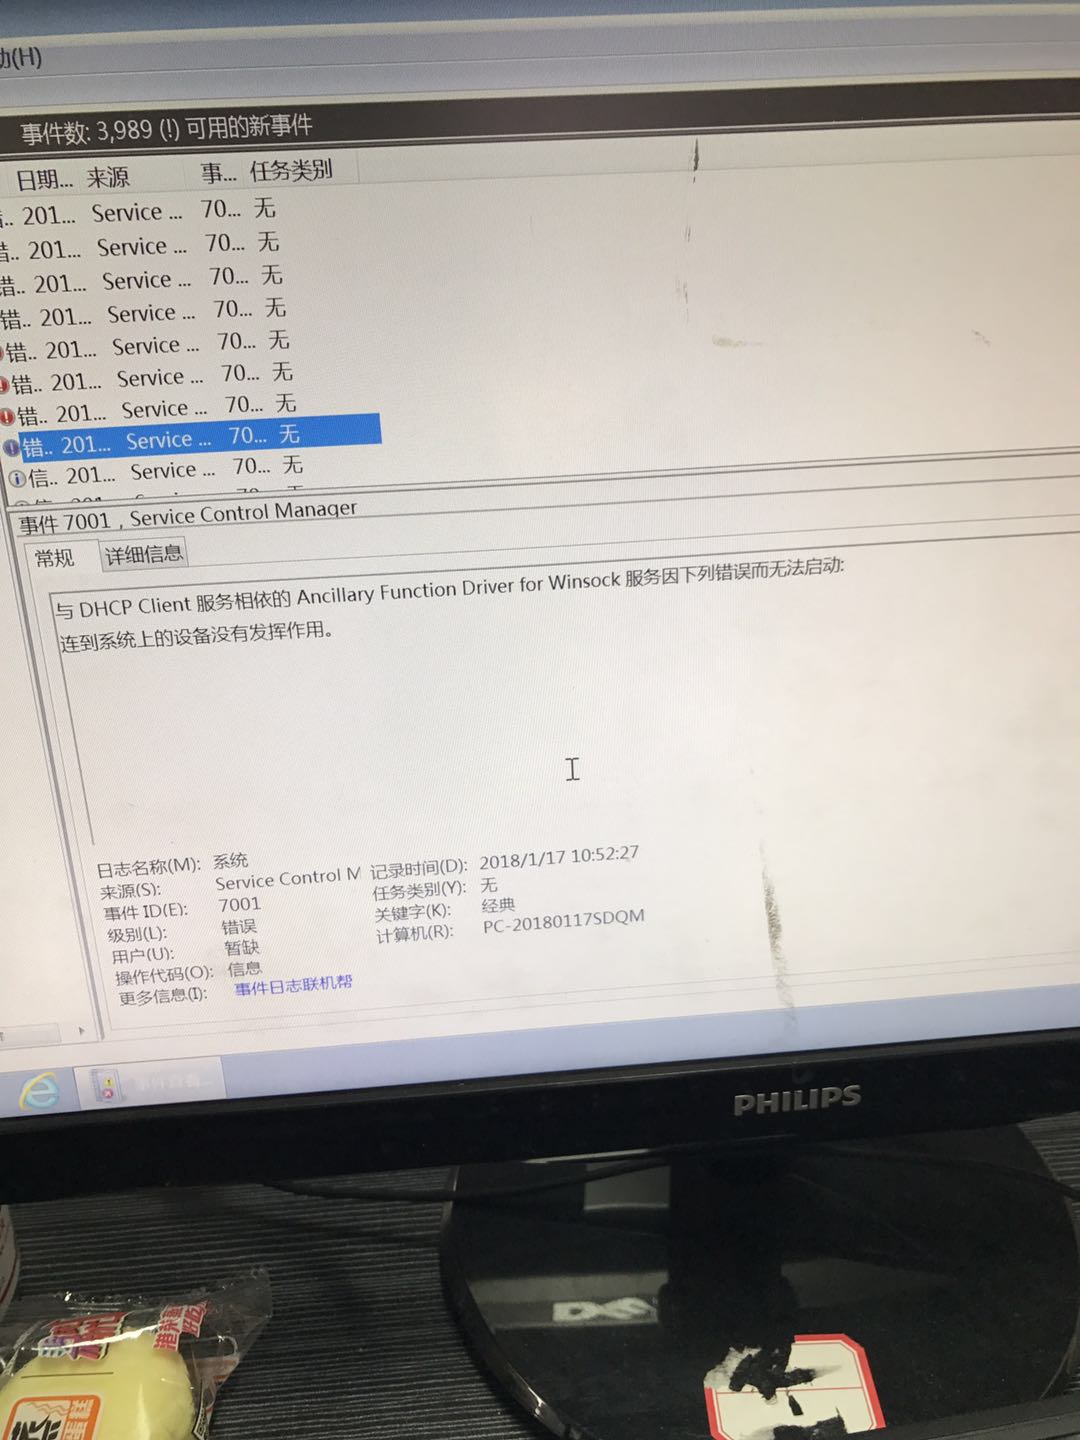 助(H)
事件数: 3,989 (!) 可用的新事件
日期... 来源 事... 任务类别
错.. 201... Service ... 70... 无
错.. 201... Service ... 70... 无
错.. 201... Service ... 70... 无
错.. 201... Service ... 70... 无
错.. 201... Service ... 70... 无
错.. 201... Service ... 70... 无
错.. 201... Service ... 70... 无
错.. 201... Service ... 70... 无
信.. 201... Service ... 70... 无
事件 7001，Service Control Manager
常规 详细信息
与 DHCP Client 服务相依的 Ancillary Function Driver for Winsock 服务因下列错误而无法启动:
连到系统上的设备没有发挥作用。
日志名称(M): 系统
来源(S): Service Control M 记录时间(D): 2018/1/17 10:52:27
事件 ID(E): 7001 任务类别(Y): 无
级别(L): 错误 关键字(K): 经典
用户(U): 暂缺 计算机(R): PC-20180117SDQM
操作代码(O): 信息
更多信息(I): 事件日志联机帮
PHILIPS